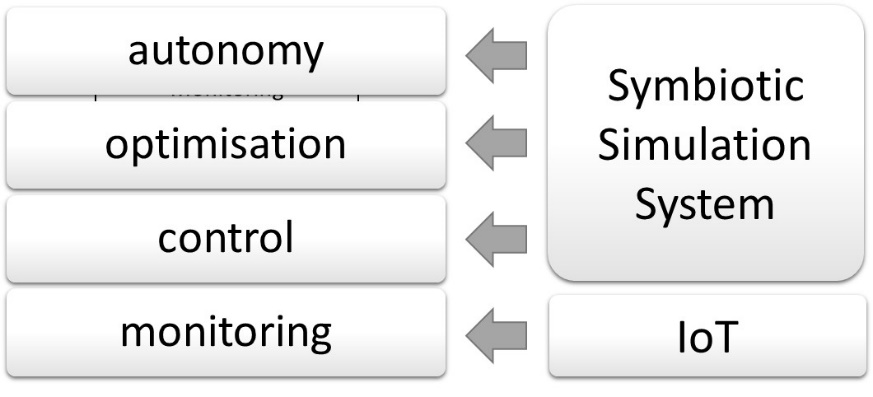 autonomy
optimisation
control
monitoring
Symbiotic
Simulation
System
IoT